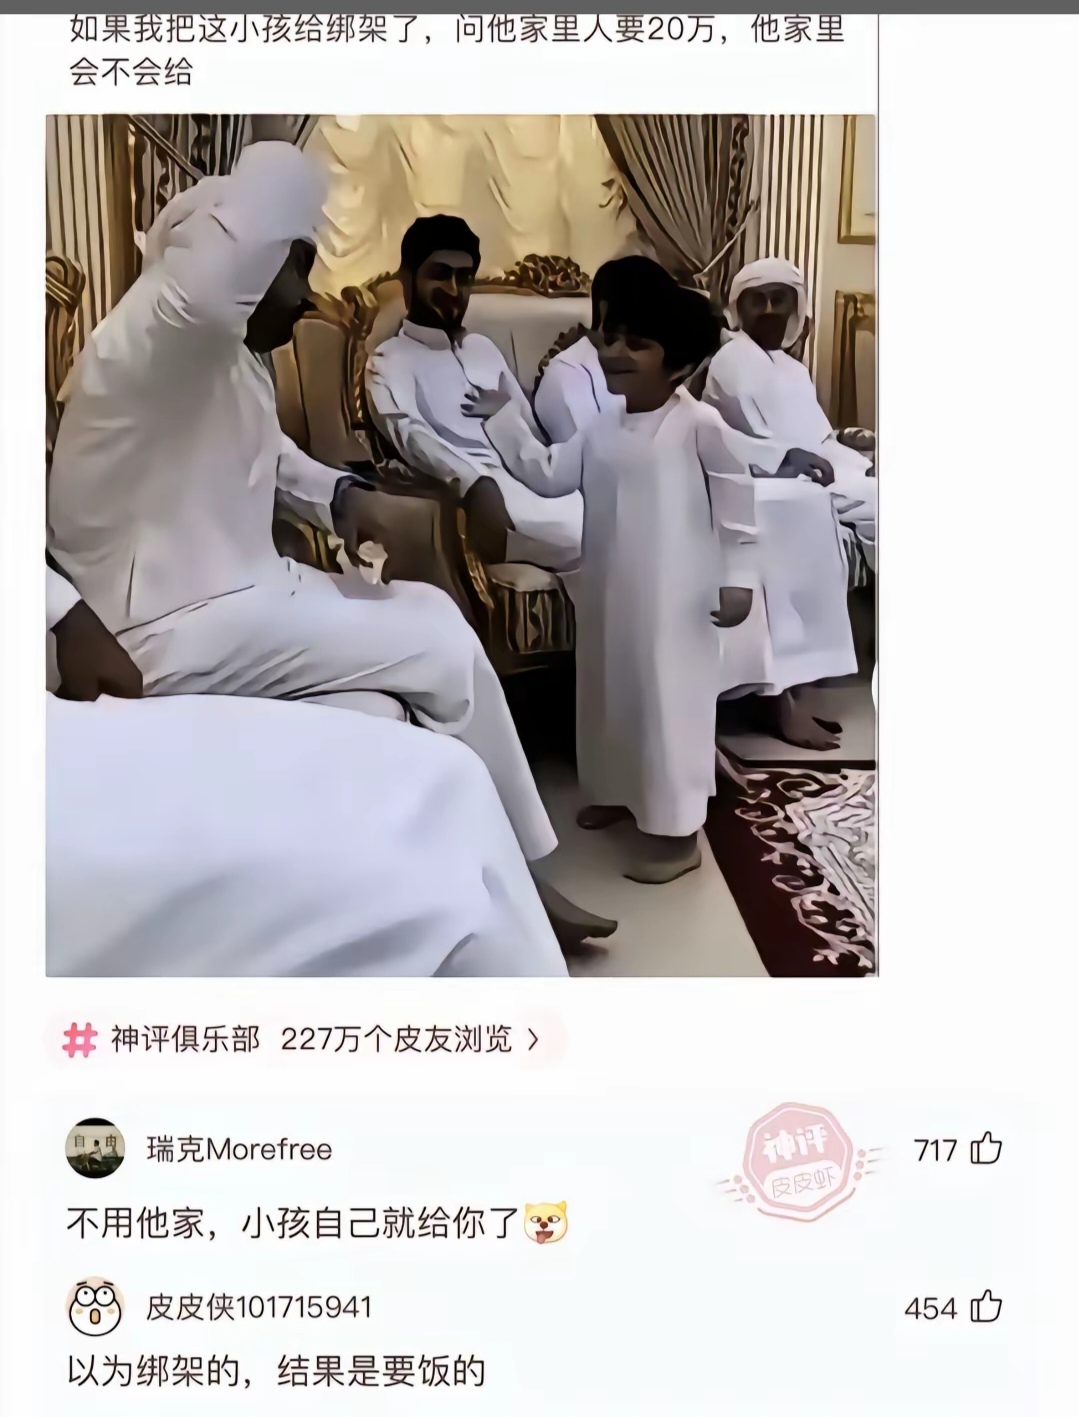 如果我把这小孩给绑架了，问他家里人要20万，他家里
会不会给
神评俱乐部 227万个皮友浏览 >
自由
瑞克Morefree
神评
皮皮虾
717
不用他家，小孩自己就给你了
皮皮侠101715941
454
以为绑架的，结果是要饭的